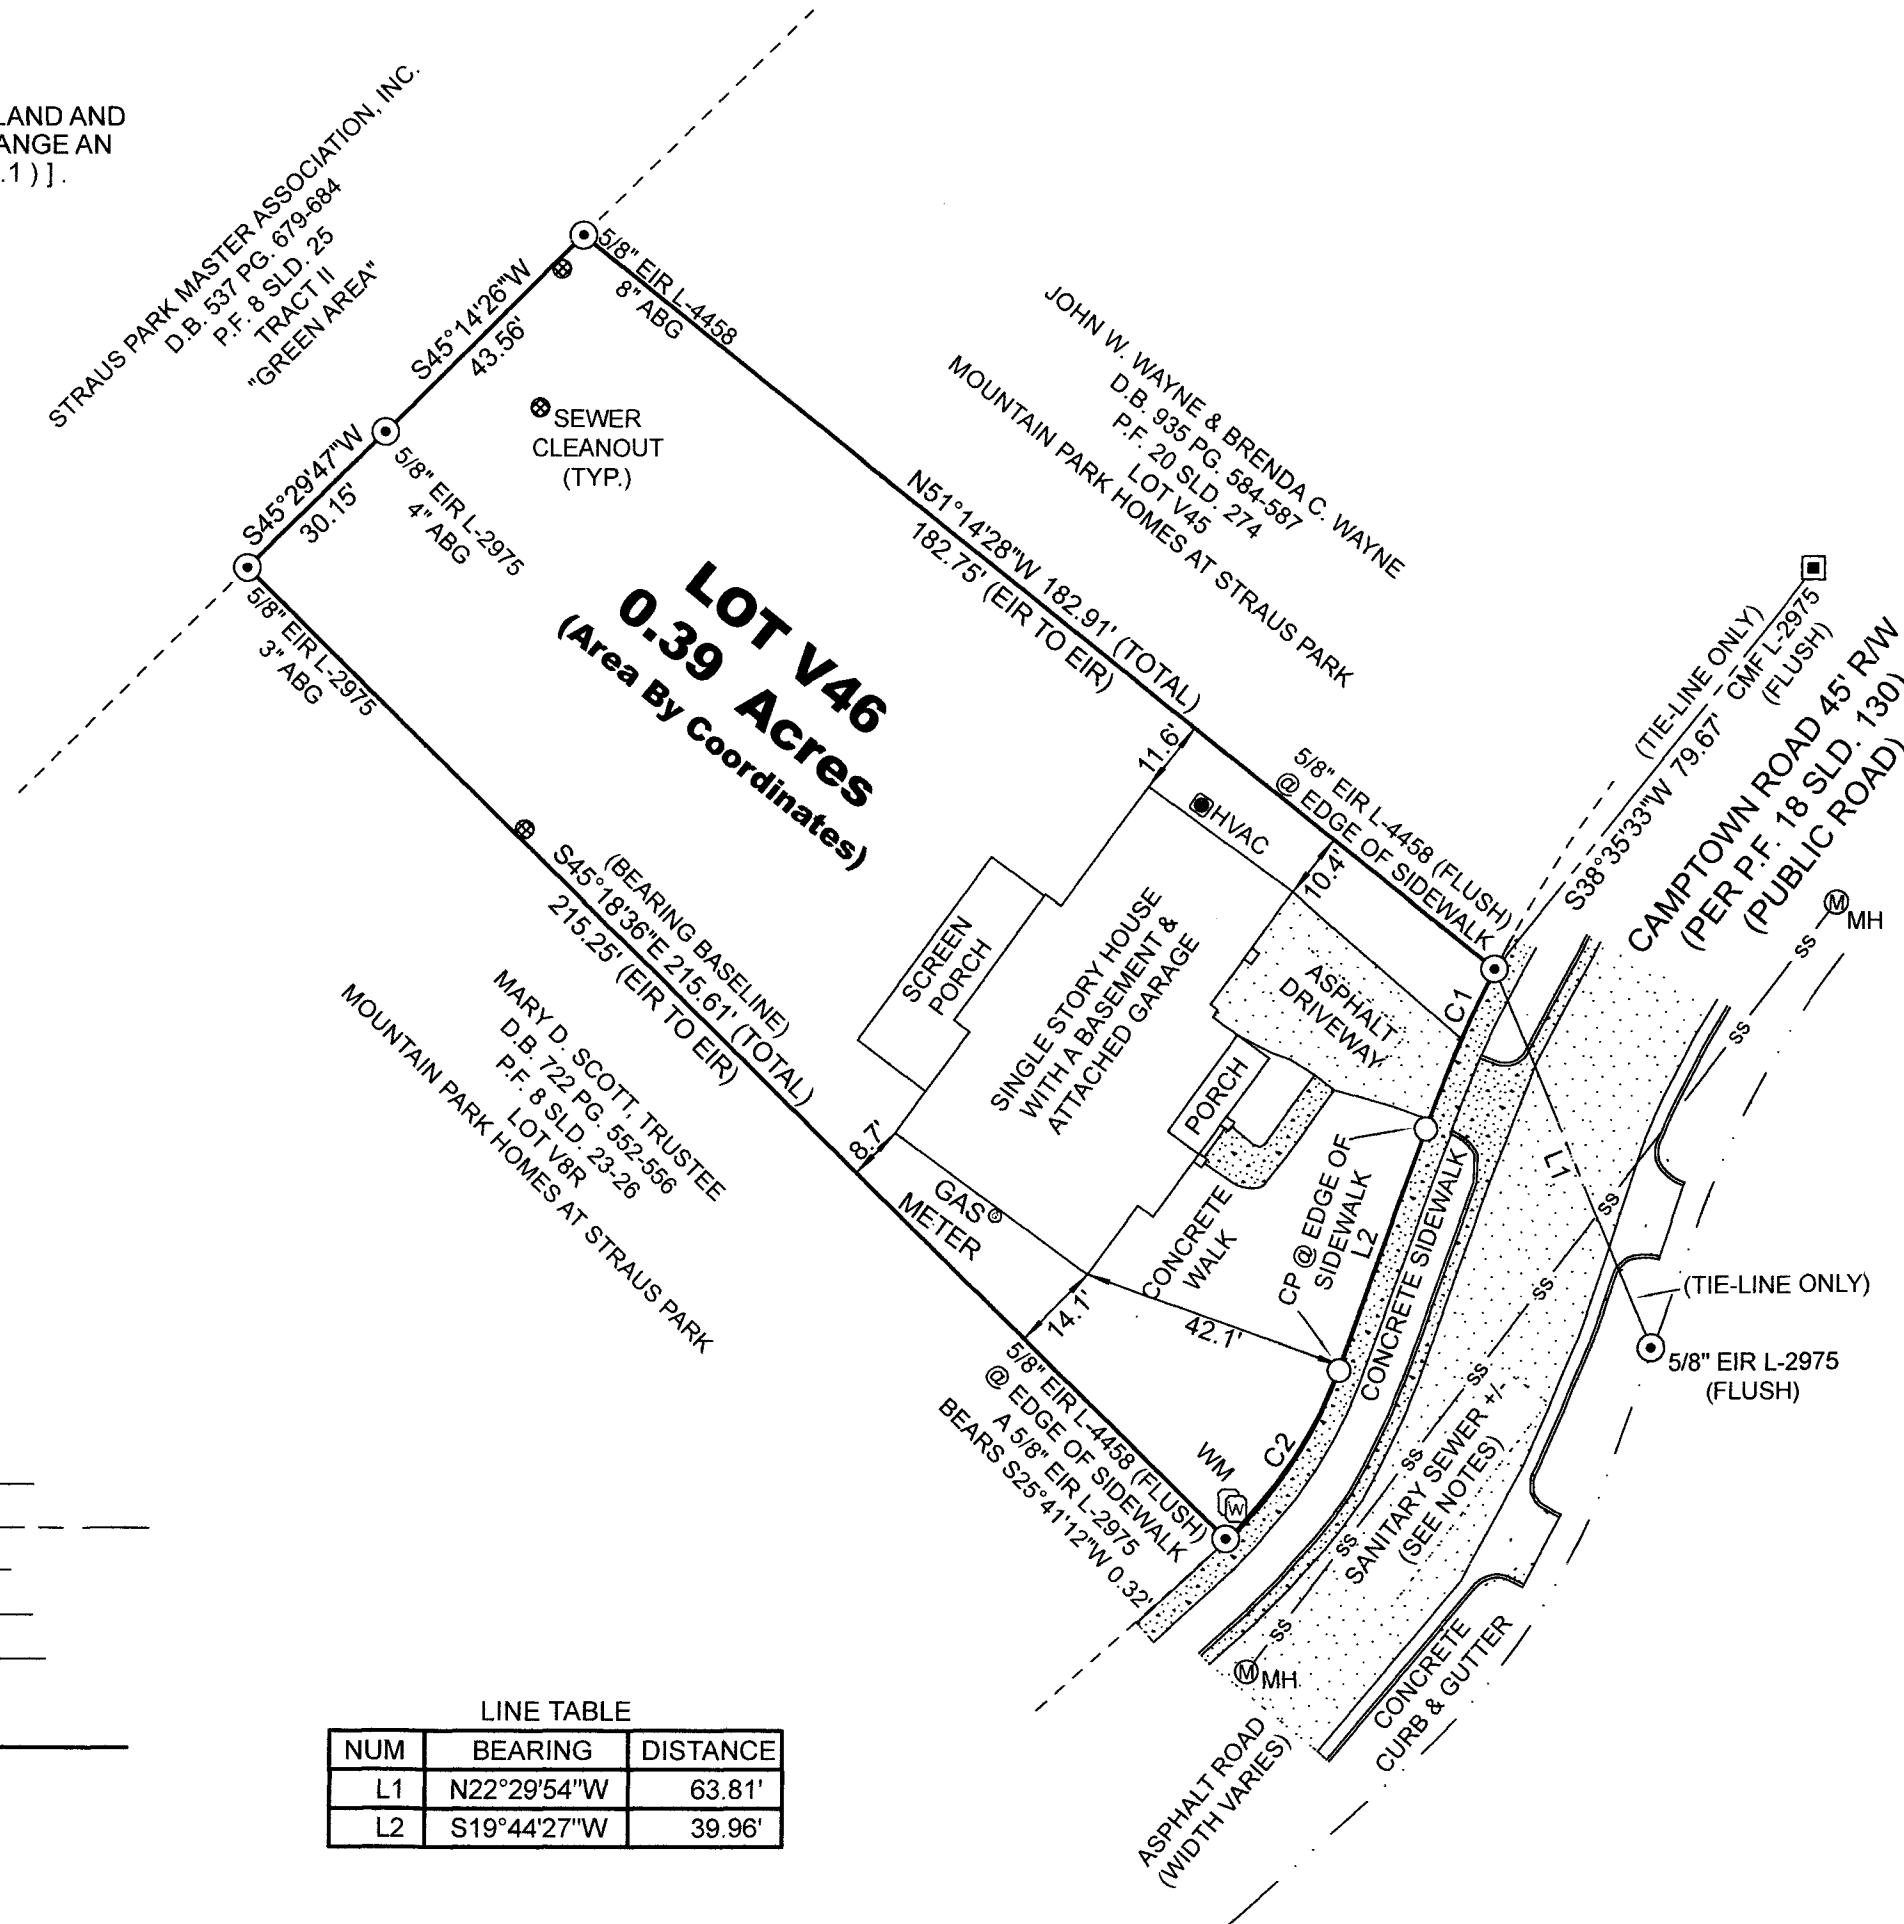 LAND AND
ANGE AN
.1 ) ] .
STRAUS PARK MASTER ASSOCIATION, INC.
D.B. 537 PG. 679-684
P.F. 8 SLD. 25
TRACT II
"GREEN AREA"
S45°14'26"W
43.56'
5/8" EIR L-4458
8" ABG
S45°29'47"W
30.15'
5/8" EIR L-2975
4" ABG
SEWER
CLEANOUT
(TYP.)
5/8" EIR L-2975
3" ABG
JOHN W. WAYNE & BRENDA C. WAYNE
D.B. 935 PG. 584-587
P.F. 20 SLD. 274
LOT V45
MOUNTAIN PARK HOMES AT STRAUS PARK
N51°14'28"W 182.91' (TOTAL)
182.75' (EIR TO EIR)
LOT V46
0.39 Acres
(Area By Coordinates)
(TIE-LINE ONLY)
S38°35'33"W 79.67'
CMF L-2975
(FLUSH)
CAMPTOWN ROAD 45' R/W
(PER P.F. 18 SLD. 130)
(PUBLIC ROAD)
MH
M
11.6'
10.4'
HVAC
5/8" EIR L-4458 (FLUSH)
@ EDGE OF SIDEWALK
(BEARING BASELINE)
S45°18'36"E 215.61' (TOTAL)
215.25' (EIR TO EIR)
MARY D. SCOTT, TRUSTEE
D.B. 722 PG. 552-556
P.F. 8 SLD. 23-26
LOT V8R
MOUNTAIN PARK HOMES AT STRAUS PARK
SCREEN
PORCH
SINGLE STORY HOUSE
WITH A BASEMENT &
ATTACHED GARAGE
ASPHALT
DRIVEWAY
C1
PORCH
8.7'
GAS
METER
CONCRETE
WALK
CP @ EDGE OF
SIDEWALK
L2
CONCRETE SIDEWALK
L1
(TIE-LINE ONLY)
5/8" EIR L-2975
(FLUSH)
14.1'
42.1'
5/8" EIR L-4458 (FLUSH)
@ EDGE OF SIDEWALK
A 5/8" EIR L-2975
BEARS S25°41'12"W 0.32'
WM
W
C2
ss
ss
ss
ss
ss
ss
ss
ss
SANITARY SEWER +/-
(SEE NOTES)
M
MH
CONCRETE
CURB & GUTTER
ASPHALT ROAD
(WIDTH VARIES)
LINE TABLE
NUM BEARING DISTANCE
L1 N22°29'54"W 63.81'
L2 S19°44'27"W 39.96'